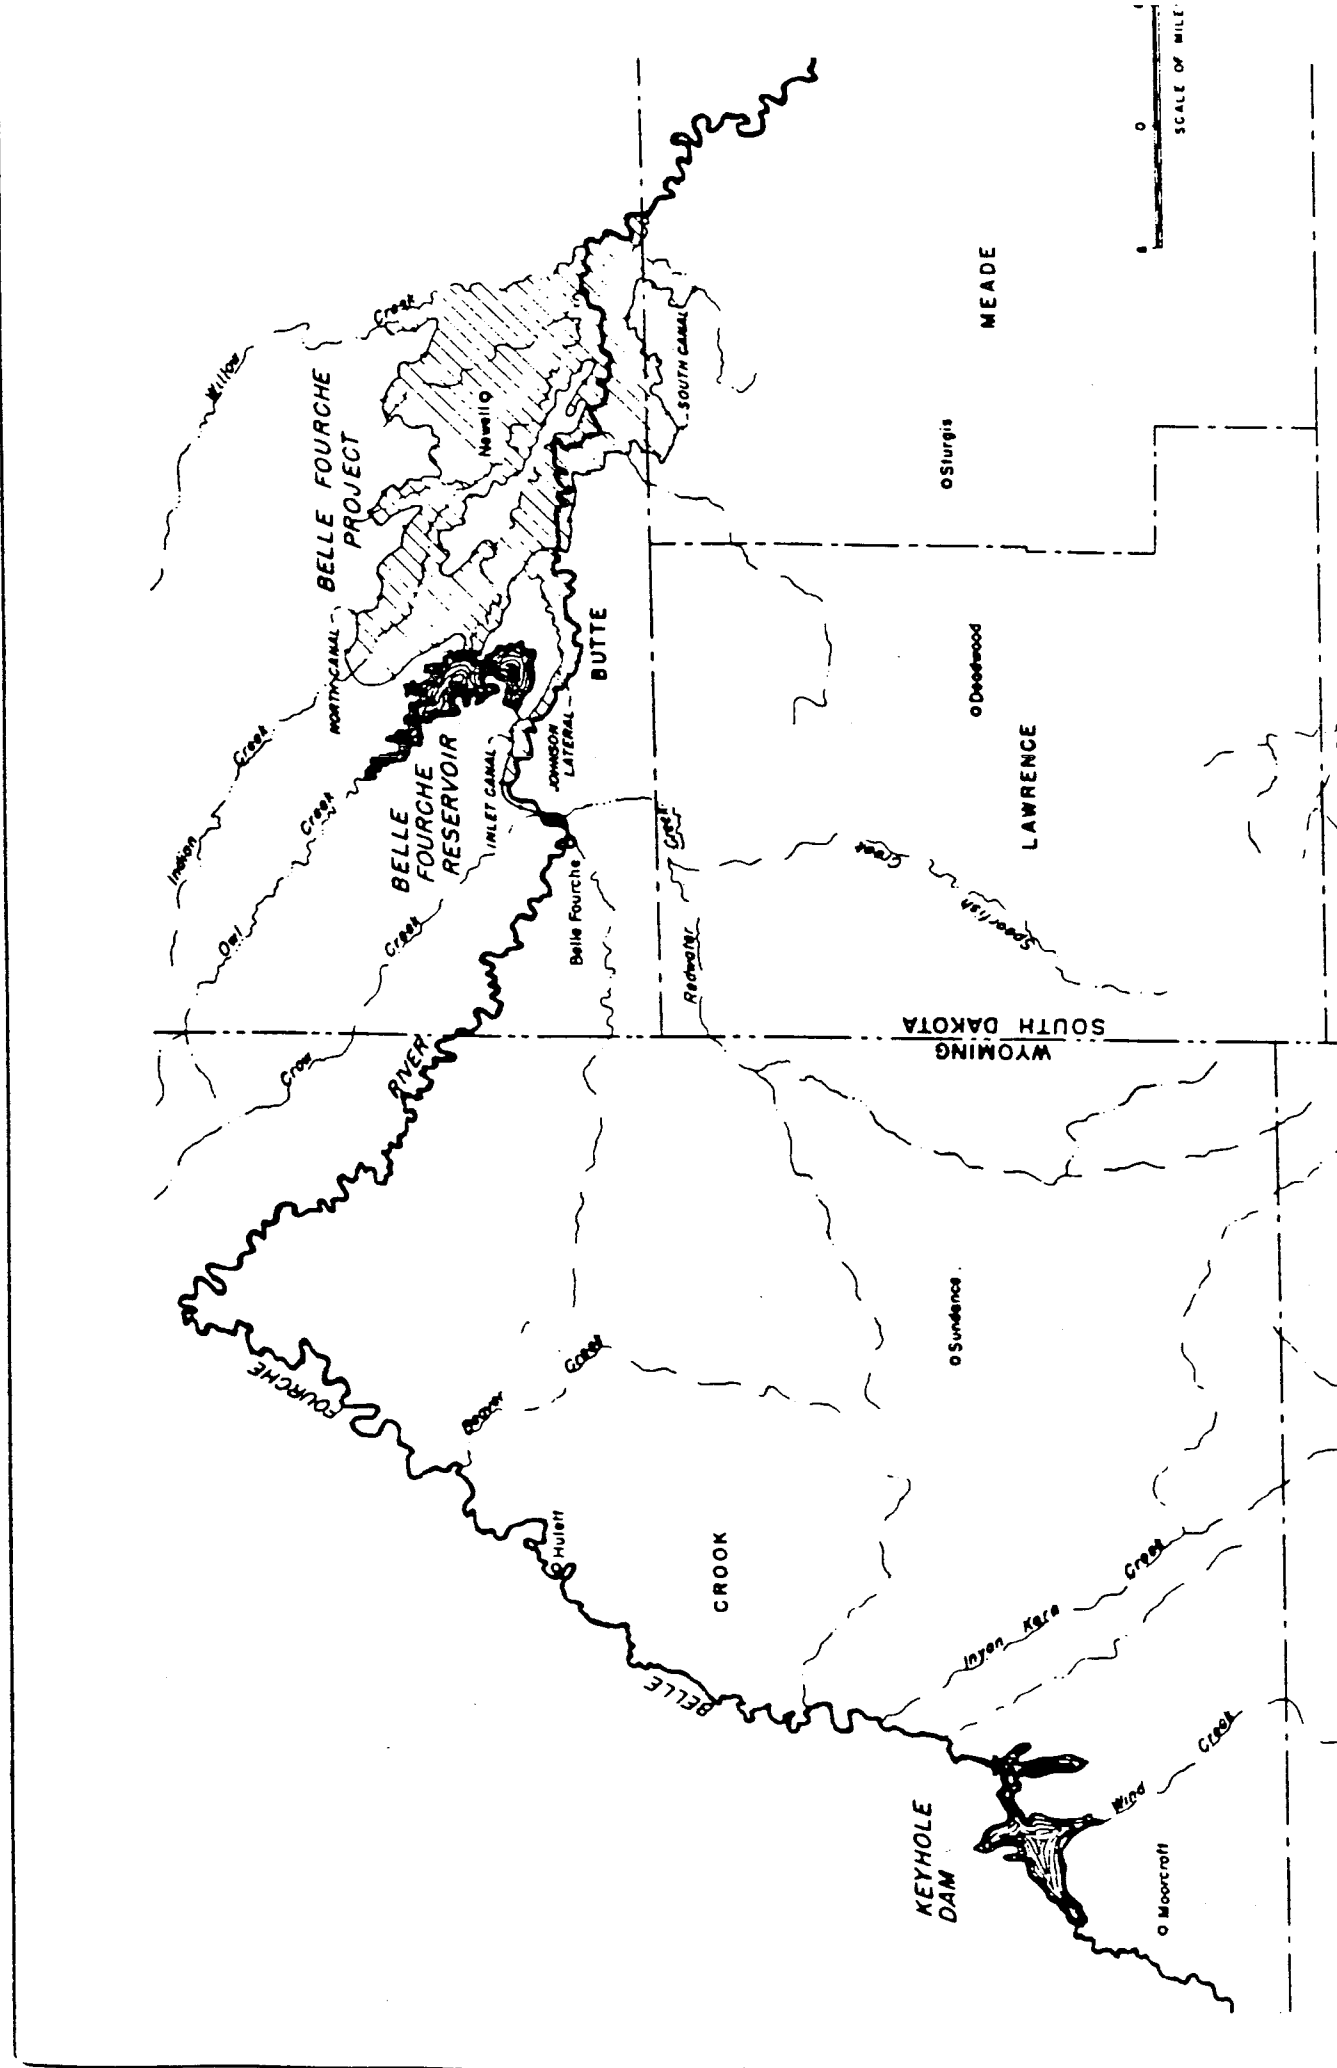 Willow
Creek
BELLE FOURCHE
PROJECT
NORTH CANAL
Newell
SOUTH CANAL
Indian
Creek
Owl
Creek
BELLE
FOURCHE
RESERVOIR
INLET CANAL
JOHNSON
LATERAL
BUTTE
MEADE
Sturgis
Deadwood
LAWRENCE
Crow
Creek
Belle Fourche
Redwater
Creek
Spearfish
Creek
SOUTH DAKOTA
WYOMING
BELLE
FOURCHE
RIVER
Beaver
Creek
Hulett
CROOK
Sundance
Inyan Kara
Creek
KEYHOLE
DAM
Wind
Creek
Moorcroft
8 0
SCALE OF